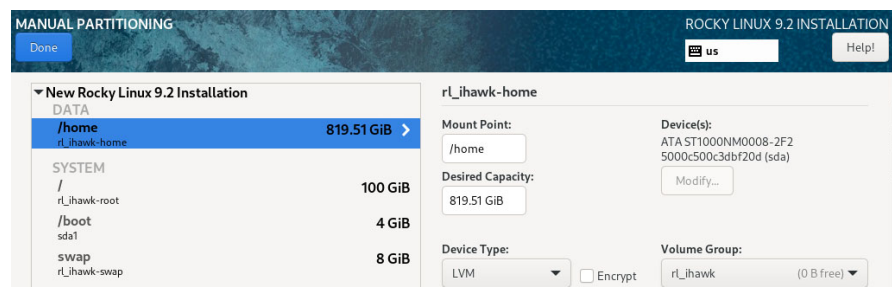 MANUAL PARTITIONING
ROCKY LINUX 9.2 INSTALLATION
Done
us
Help!
New Rocky Linux 9.2 Installation
DATA
/home
819.51 GiB
rl_ihawk-home
SYSTEM
/
100 GiB
rl_ihawk-root
/boot
4 GiB
sda1
swap
8 GiB
rl_ihawk-swap
rl_ihawk-home
Mount Point:
/home
Desired Capacity:
819.51 GiB
Device(s):
ATA ST1000NM0008-2F2
5000c500c3dbf20d (sda)
Modify...
Device Type:
LVM
Encrypt
Volume Group:
rl_ihawk (0 B free)